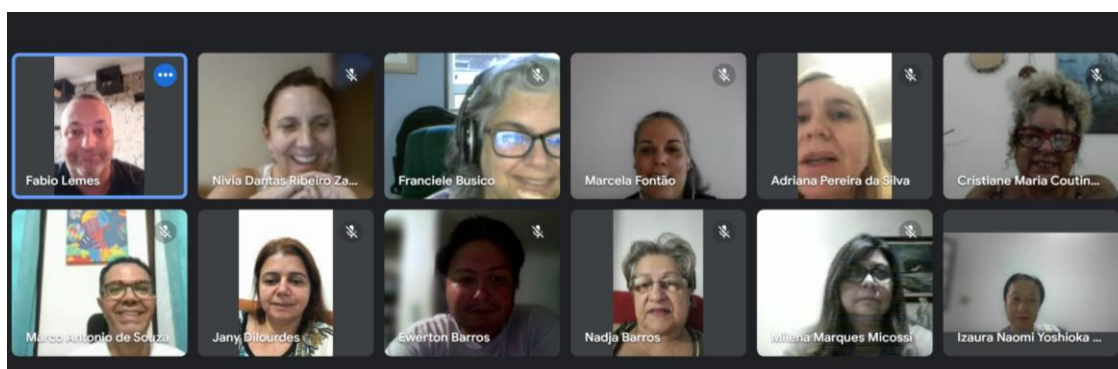 Fabio Lemes
Nivia Dantas Ribeiro Za...
Franciele Busico
Marcela Fontão
Adriana Pereira da Silva
Cristiane Maria Coutin...
Marco Antonio de Souza
Jany Dilourdes
Ewerton Barros
Nadja Barros
Milena Marques Micossi
Izaura Naomi Yoshioka ...